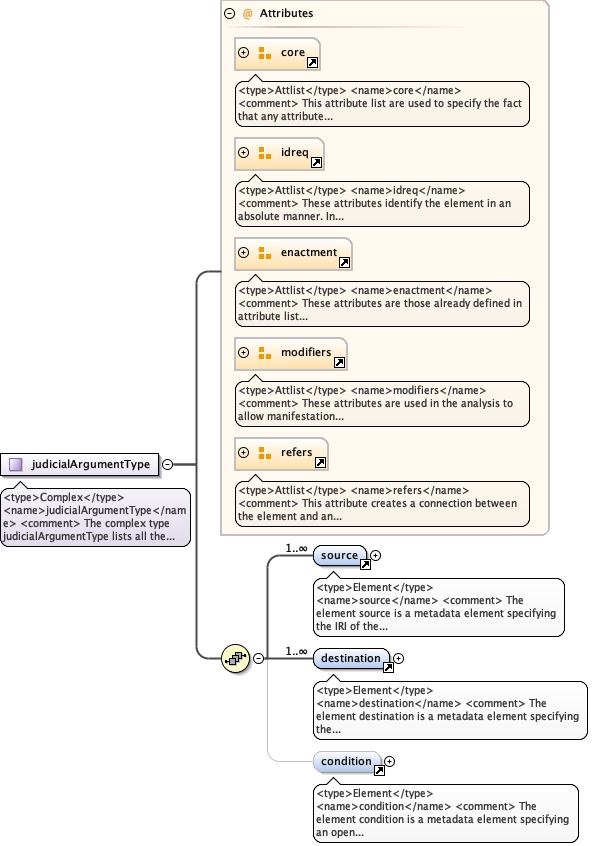 @ Attributes
core
<type>Attlist</type> <name>core</name>
<comment> This attribute list are used to specify the fact
that any attribute...
idreq
<type>Attlist</type> <name>idreq</name>
<comment> These attributes identify the element in an
absolute manner. In...
enactment
<type>Attlist</type> <name>enactment</name>
<comment> These attributes are those already defined in
attribute list...
modifiers
<type>Attlist</type> <name>modifiers</name>
<comment> These attributes are used in the analysis to
allow manifestation...
refers
<type>Attlist</type> <name>refers</name>
<comment> This attribute creates a connection between
the element and an...
judicialArgumentType
<type>Complex</type>
<name>judicialArgumentType</nam
e> <comment> The complex type
judicialArgumentType lists all the...
1..∞
source
<type>Element</type>
<name>source</name> <comment> The
element source is a metadata element specifying
the IRI of the...
1..∞
destination
<type>Element</type>
<name>destination</name> <comment> The
element destination is a metadata element specifying
the...
condition
<type>Element</type>
<name>condition</name> <comment> The
element condition is a metadata element specifying
an open...